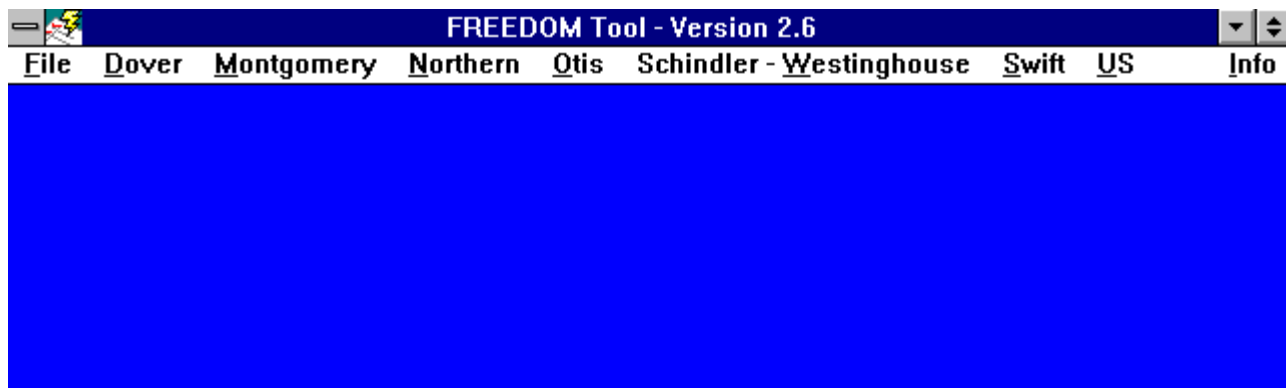 FREEDOM Tool - Version 2.6
File Dover Montgomery Northern Otis Schindler - Westinghouse Swift US Info